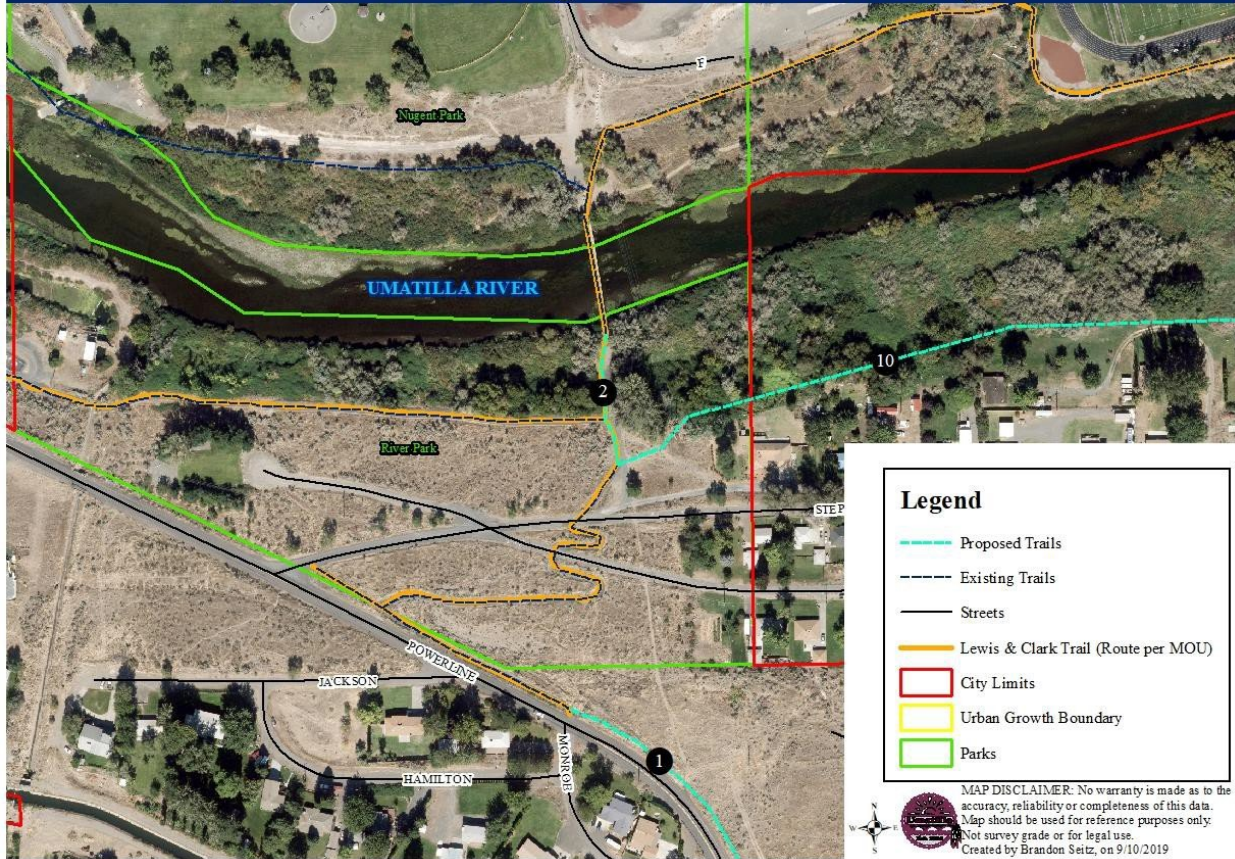 F
Nugent Park
UMATILLA RIVER
10
2
River Park
STEP
POWERLINE
JACKSON
MONROE
HAMILTON
1
Legend
Proposed Trails
Existing Trails
Streets
Lewis & Clark Trail (Route per MOU)
City Limits
Urban Growth Boundary
Parks
N
W E
S
MAP DISCLAIMER: No warranty is made as to the
accuracy, reliability or completeness of this data.
Map should be used for reference purposes only.
Not survey grade or for legal use.
Created by Brandon Seitz, on 9/10/2019